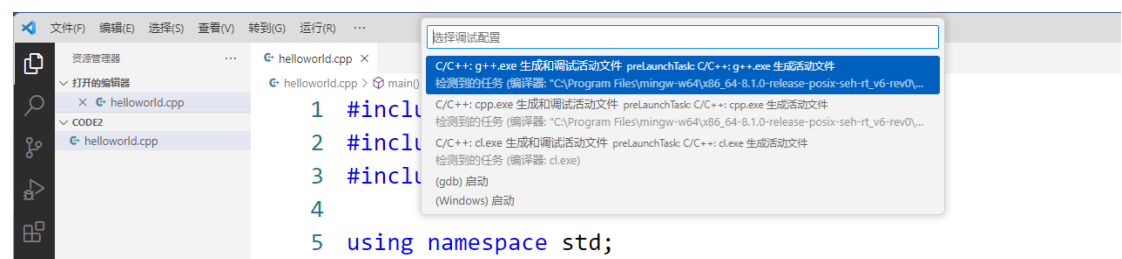 文件(F) 编辑(E) 选择(S) 查看(V) 转到(G) 运行(R) ···
选择调试配置
资源管理器 ···
helloworld.cpp ×
打开的编辑器
helloworld.cpp > main()
× helloworld.cpp
CODE2
helloworld.cpp
C/C++: g++.exe 生成和调试活动文件 preLaunchTask: C/C++: g++.exe 生成活动文件
检测到的任务 (编译器: "C:\Program Files\mingw-w64\x86_64-8.1.0-release-posix-seh-rt_v6-rev0\...
C/C++: cpp.exe 生成和调试活动文件 preLaunchTask: C/C++: cpp.exe 生成活动文件
检测到的任务 (编译器: "C:\Program Files\mingw-w64\x86_64-8.1.0-release-posix-seh-rt_v6-rev0\...
C/C++: cl.exe 生成和调试活动文件 preLaunchTask: C/C++: cl.exe 生成活动文件
检测到的任务 (编译器: cl.exe)
(gdb) 启动
(Windows) 启动
1 #inclu
2 #inclu
3 #inclu
4
5 using namespace std;